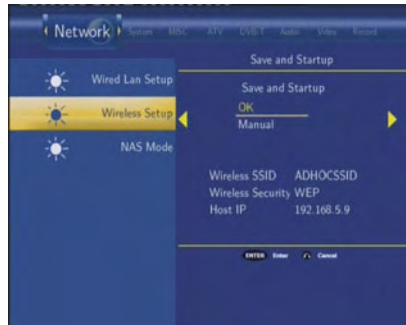 Network System MISC ATV DVB-T Audio Video Record
Save and Startup
Wired Lan Setup
Save and Startup
OK
Wireless Setup
Manual
NAS Mode
Wireless SSID ADHOCSSID
Wireless Security WEP
Host IP 192.168.5.9
ENTER Enter Cancel